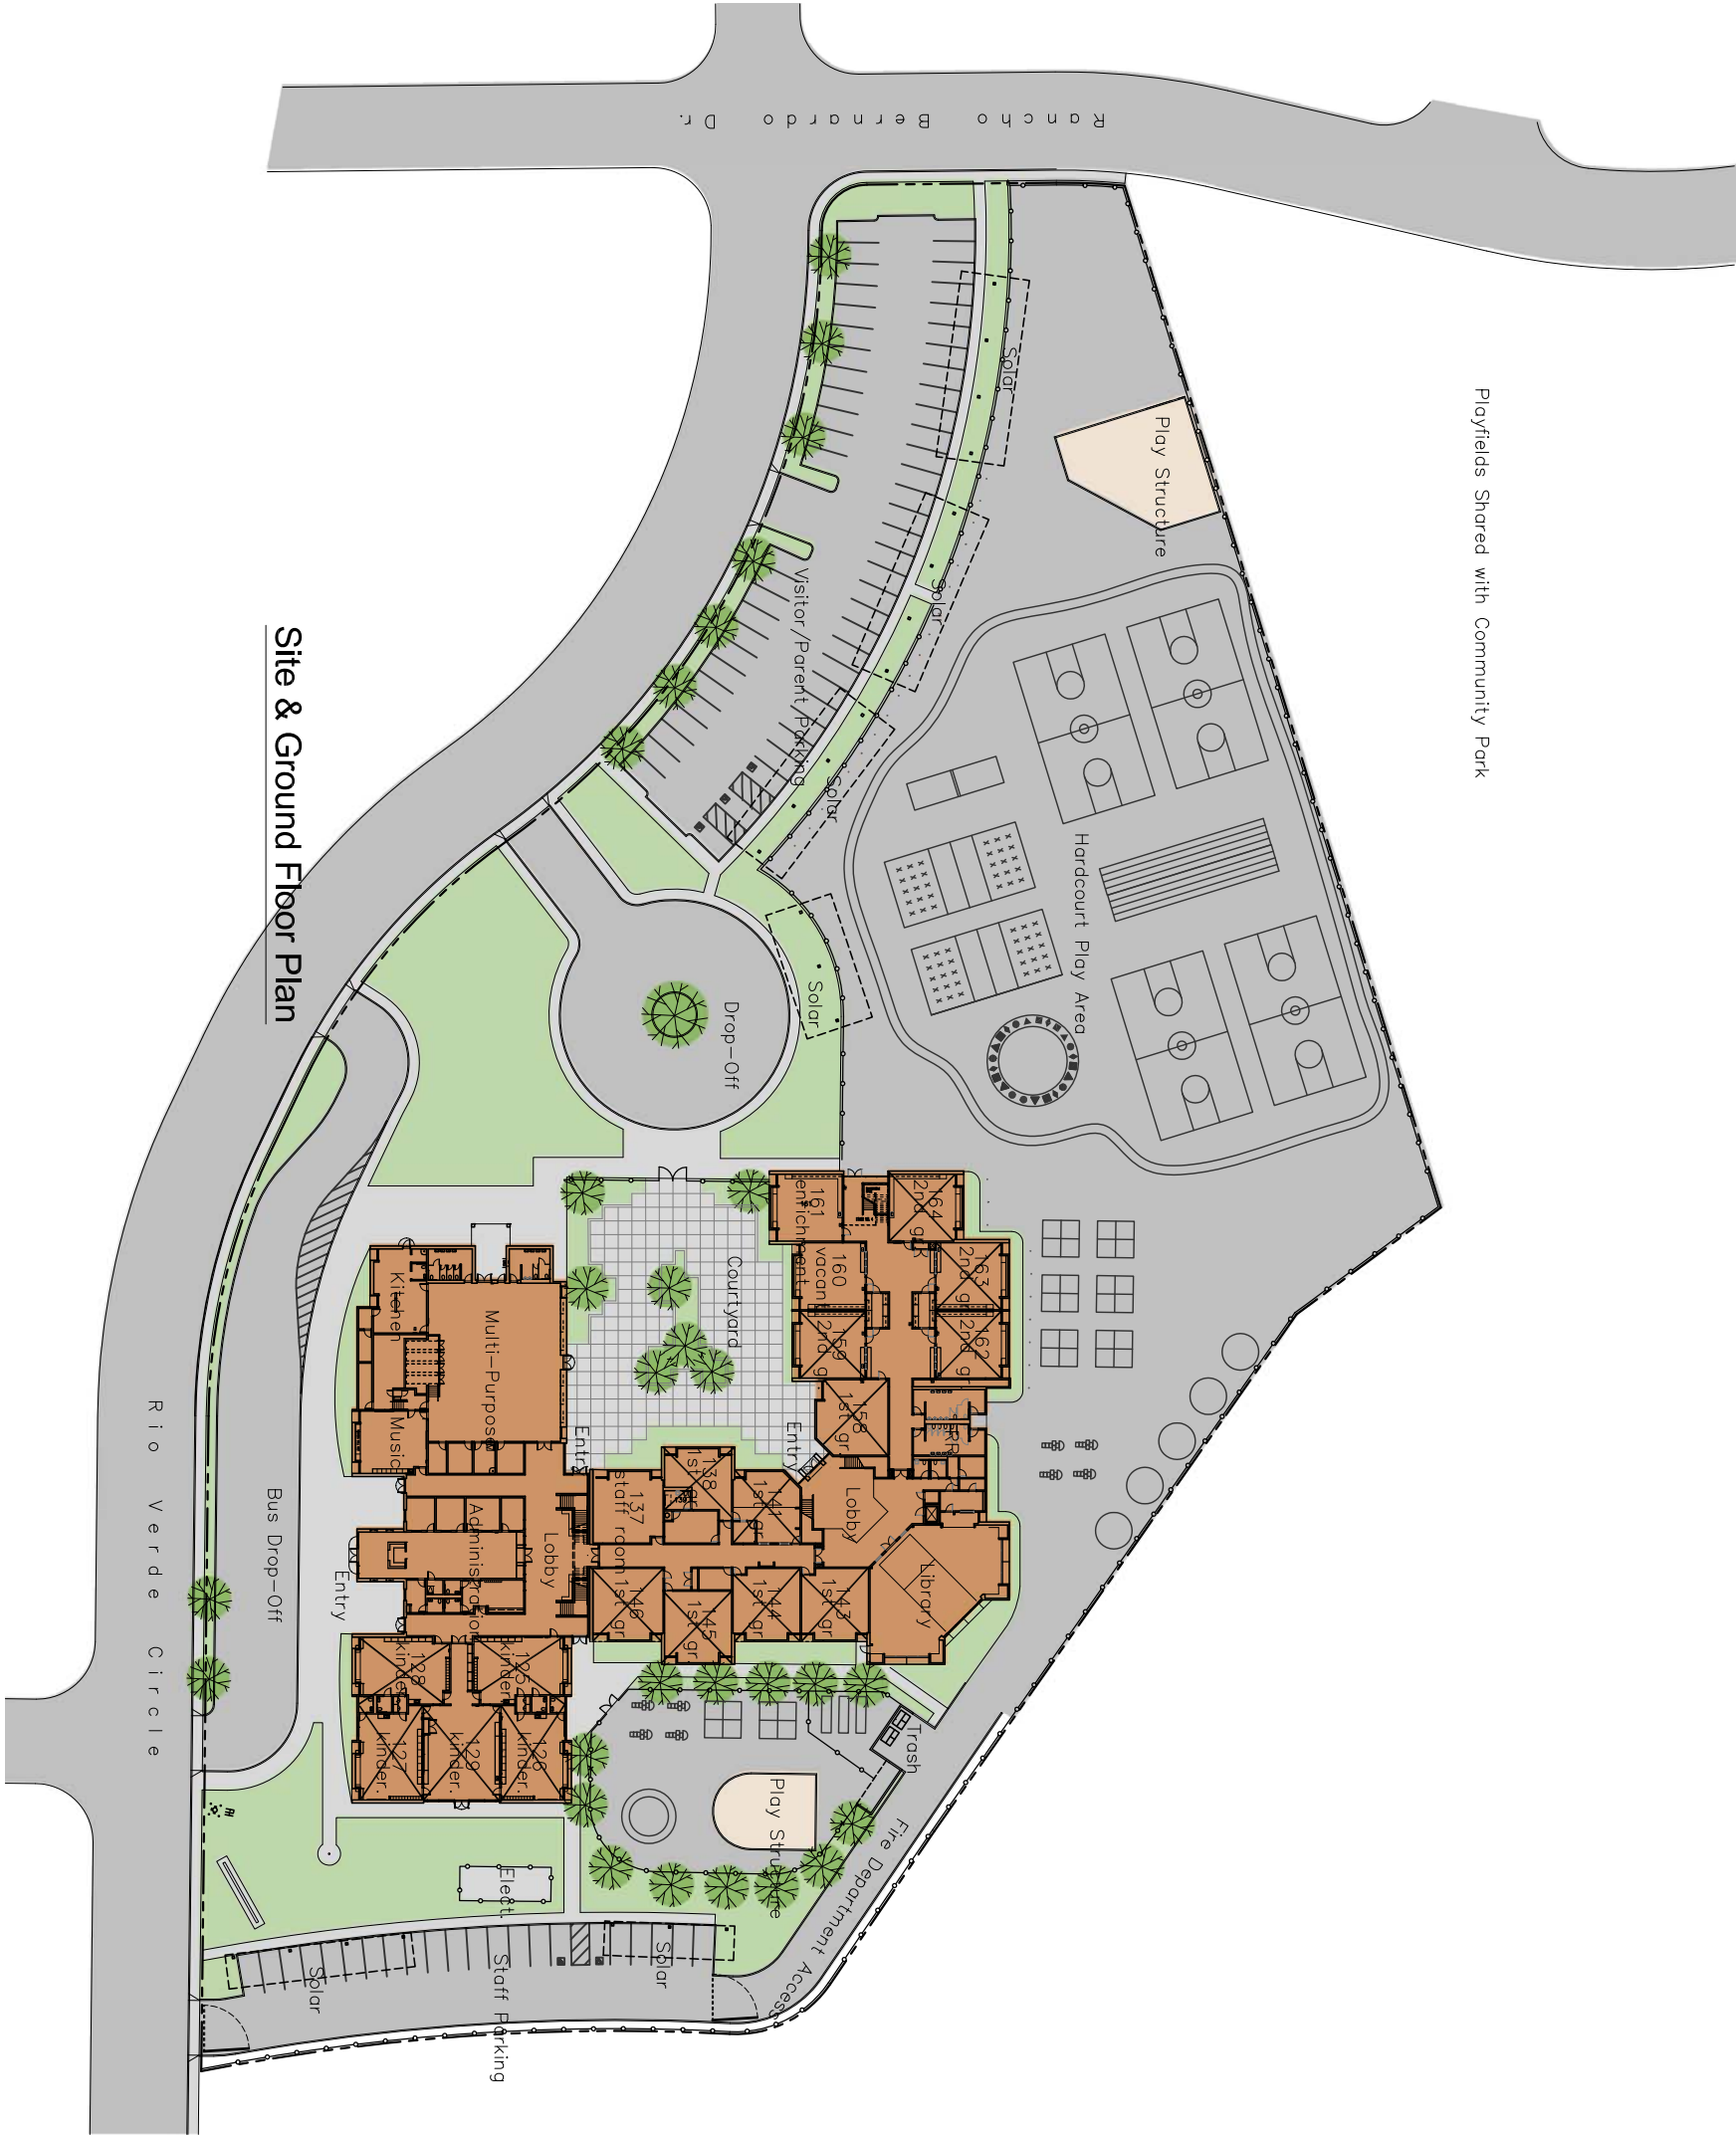 Site & Ground Floor Plan
Rancho Bernardo Dr.
Playfields Shared with Community Park
Play Structure
Solar
Solar
Solar
Solar
Visitor/Parent Parking
Hardcourt Play Area
Drop-Off
Courtyard
161
enrichment
164
2nd gr.
160
vacant
163
2nd gr
159
2nd gr
162
2nd gr
158
1st gr.
RR
Kitchen
Multi-Purpose
Music
Entry
Entry
137
staff room
138
1st gr.
141
1st gr.
Lobby
Library
Administration
Lobby
Entry
146
1st gr
145
1st gr.
144
1st gr
143
1st gr.
128
kinder.
125
kinder.
127
kinder.
129
kinder.
126
kinder.
Trash
Play Structure
Fire Department Access
Elect.
Solar
Solar
Staff Parking
Bus Drop-Off
Rio Verde Circle